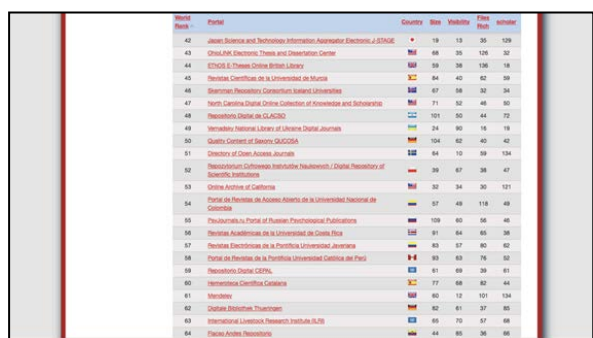 World Rank Portal Country Size Visibility Files Rich scholar
42 Japan Science and Technology Information Aggregator Electronic J-STAGE 19 13 35 129
43 OhioLINK Electronic Thesis and Dissertation Center 68 35 126 32
44 EThOS E-Theses Online British Library 59 38 136 18
45 Revistas Científicas de la Universidad de Murcia 84 40 62 59
46 Skemman Repository Consortium Iceland Universities 67 58 32 34
47 North Carolina Digital Online Collection of Knowledge and Scholarship 71 52 46 50
48 Repositorio Digital de CLACSO 101 50 44 72
49 Vernadsky National Library of Ukraine Digital Journals 24 90 16 19
50 Quality Content of Saxony QUCOSA 104 62 40 42
51 Directory of Open Access Journals 64 10 59 134
52 Repozytorium Cyfrowego Instytutów Naukowych / Digital Repository of
Scientific Institutions 39 67 38 47
53 Online Archive of California 32 34 30 121
54 Portal de Revistas de Acceso Abierto de la Universidad Nacional de
Colombia 57 49 118 49
55 PsyJournals.ru Portal of Russian Psychological Publications 109 60 56 46
56 Revistas Académicas de la Universidad de Costa Rica 91 64 65 38
57 Revistas Electrónicas de la Pontificia Universidad Javeriana 83 57 80 62
58 Portal de Revistas de la Pontificia Universidad Católica del Perú 93 63 76 52
59 Repositorio Digital CEPAL 61 69 39 61
60 Hemeroteca Científica Catalana 77 68 82 44
61 Mendeley 60 12 101 134
62 Digitale Bibliothek Thueringen 82 61 37 85
63 International Livestock Research Institute ILRI 65 70 57 68
64 Flacso Andes Repositorio 44 85 36 66